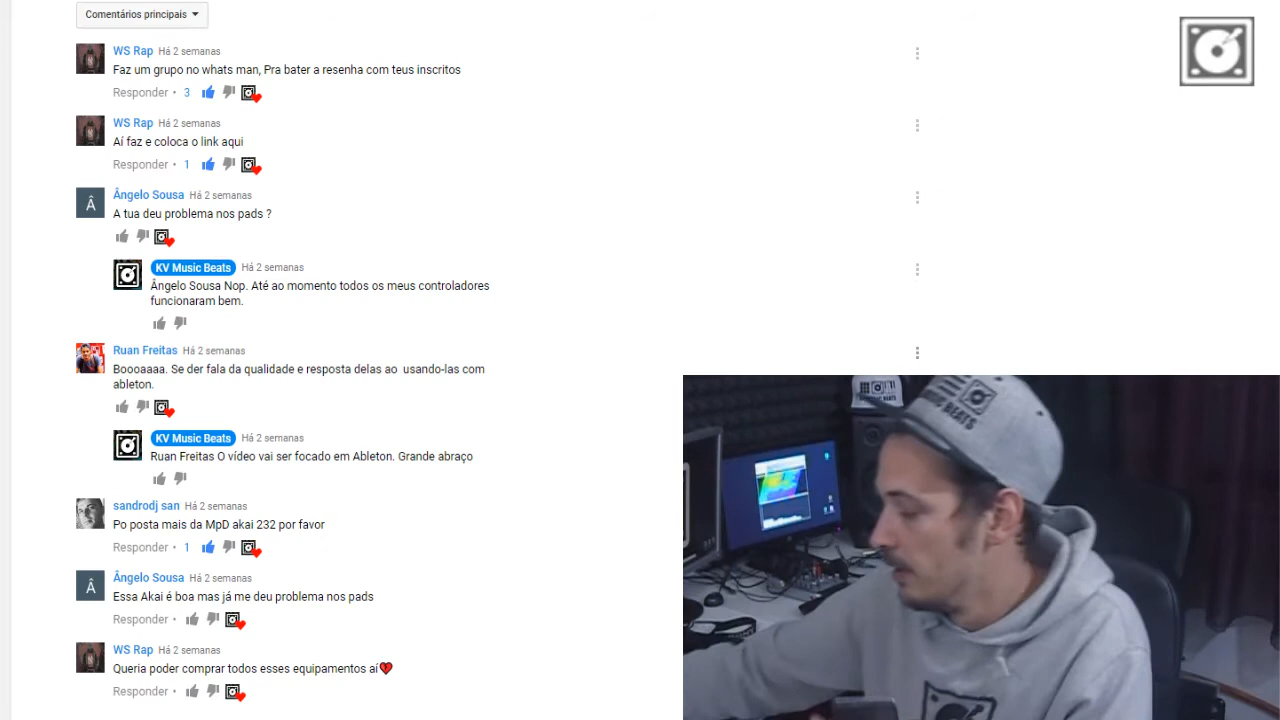 Comentários principais
WS Rap Há 2 semanas
Faz um grupo no whats man, Pra bater a resenha com teus inscritos
Responder • 3
WS Rap Há 2 semanas
Aí faz e coloca o link aqui
Responder • 1
Ângelo Sousa Há 2 semanas
A tua deu problema nos pads ?
KV Music Beats Há 2 semanas
Ângelo Sousa Nop. Até ao momento todos os meus controladores
funcionaram bem.
Ruan Freitas Há 2 semanas
Boooaaaa. Se der fala da qualidade e resposta delas ao usando-las com
ableton.
KV Music Beats Há 2 semanas
Ruan Freitas O vídeo vai ser focado em Ableton. Grande abraço
sandrodj san Há 2 semanas
Po posta mais da MpD akai 232 por favor
Responder • 1
Ângelo Sousa Há 2 semanas
Essa Akai é boa mas já me deu problema nos pads
Responder •
WS Rap Há 2 semanas
Queria poder comprar todos esses equipamentos aí💔
Responder •